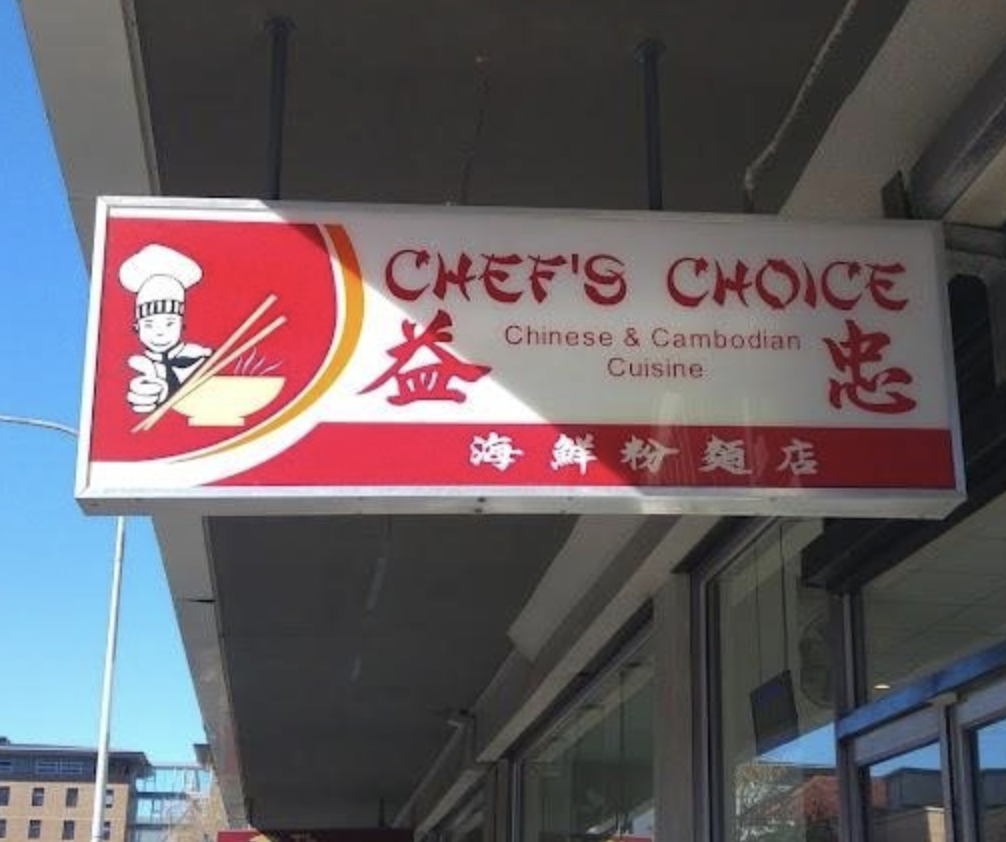 CHEF'S CHOICE
益 Chinese & Cambodian 忠
Cuisine
海鮮粉麵店